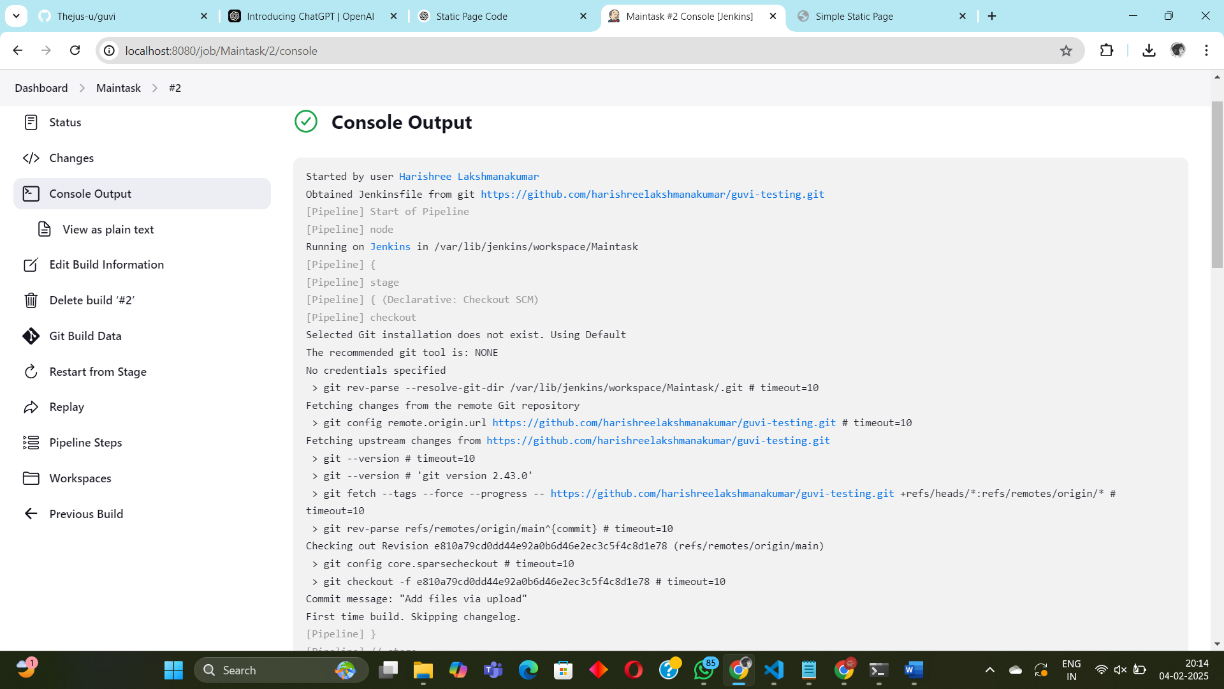 Thejus-u/guvi
Introducing ChatGPT | OpenAI
Static Page Code
Maintask #2 Console [Jenkins]
Simple Static Page
localhost:8080/job/Maintask/2/console
Dashboard > Maintask > #2
Status
Changes
Console Output
View as plain text
Edit Build Information
Delete build ‘#2’
Git Build Data
Restart from Stage
Replay
Pipeline Steps
Workspaces
Previous Build
Console Output
Started by user Harishree Lakshmanakumar
Obtained Jenkinsfile from git https://github.com/harishreelakshmanakumar/guvi-testing.git
[Pipeline] Start of Pipeline
[Pipeline] node
Running on Jenkins in /var/lib/jenkins/workspace/Maintask
[Pipeline] {
[Pipeline] stage
[Pipeline] { (Declarative: Checkout SCM)
[Pipeline] checkout
Selected Git installation does not exist. Using Default
The recommended git tool is: NONE
No credentials specified
> git rev-parse --resolve-git-dir /var/lib/jenkins/workspace/Maintask/.git # timeout=10
Fetching changes from the remote Git repository
> git config remote.origin.url https://github.com/harishreelakshmanakumar/guvi-testing.git # timeout=10
Fetching upstream changes from https://github.com/harishreelakshmanakumar/guvi-testing.git
> git --version # timeout=10
> git --version # 'git version 2.43.0'
> git fetch --tags --force --progress -- https://github.com/harishreelakshmanakumar/guvi-testing.git +refs/heads/*:refs/remotes/origin/* #
timeout=10
> git rev-parse refs/remotes/origin/main^{commit} # timeout=10
Checking out Revision e810a79cd0dd44e92a0b6d46e2ec3c5f4c8d1e78 (refs/remotes/origin/main)
> git config core.sparsecheckout # timeout=10
> git checkout -f e810a79cd0dd44e92a0b6d46e2ec3c5f4c8d1e78 # timeout=10
Commit message: "Add files via upload"
First time build. Skipping changelog.
[Pipeline] }
[Pipeline] // stage
1
Search
85
ENG
IN
20:14
04-02-2025